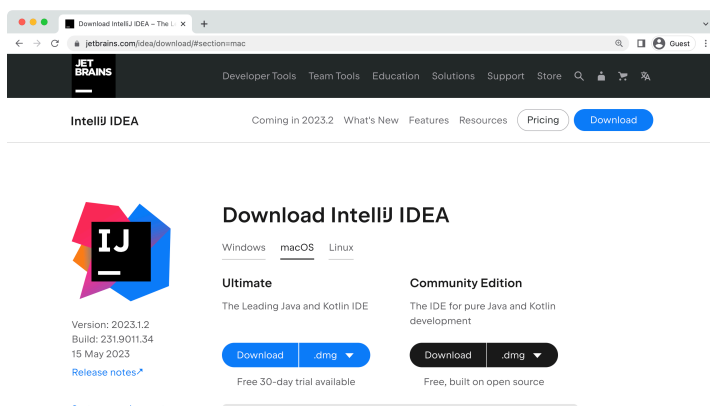 Download IntelliJ IDEA – The Le
jetbrains.com/idea/download/#section=mac
Guest
JET
BRAINS
Developer Tools Team Tools Education Solutions Support Store
IntelliJ IDEA
Coming in 2023.2 What's New Features Resources Pricing Download
IJ
Download IntelliJ IDEA
Windows macOS Linux
Ultimate
The Leading Java and Kotlin IDE
Download .dmg
Free 30-day trial available
Community Edition
The IDE for pure Java and Kotlin
development
Download .dmg
Free, built on open source
Version: 2023.1.2
Build: 231.9011.34
15 May 2023
Release notes↗